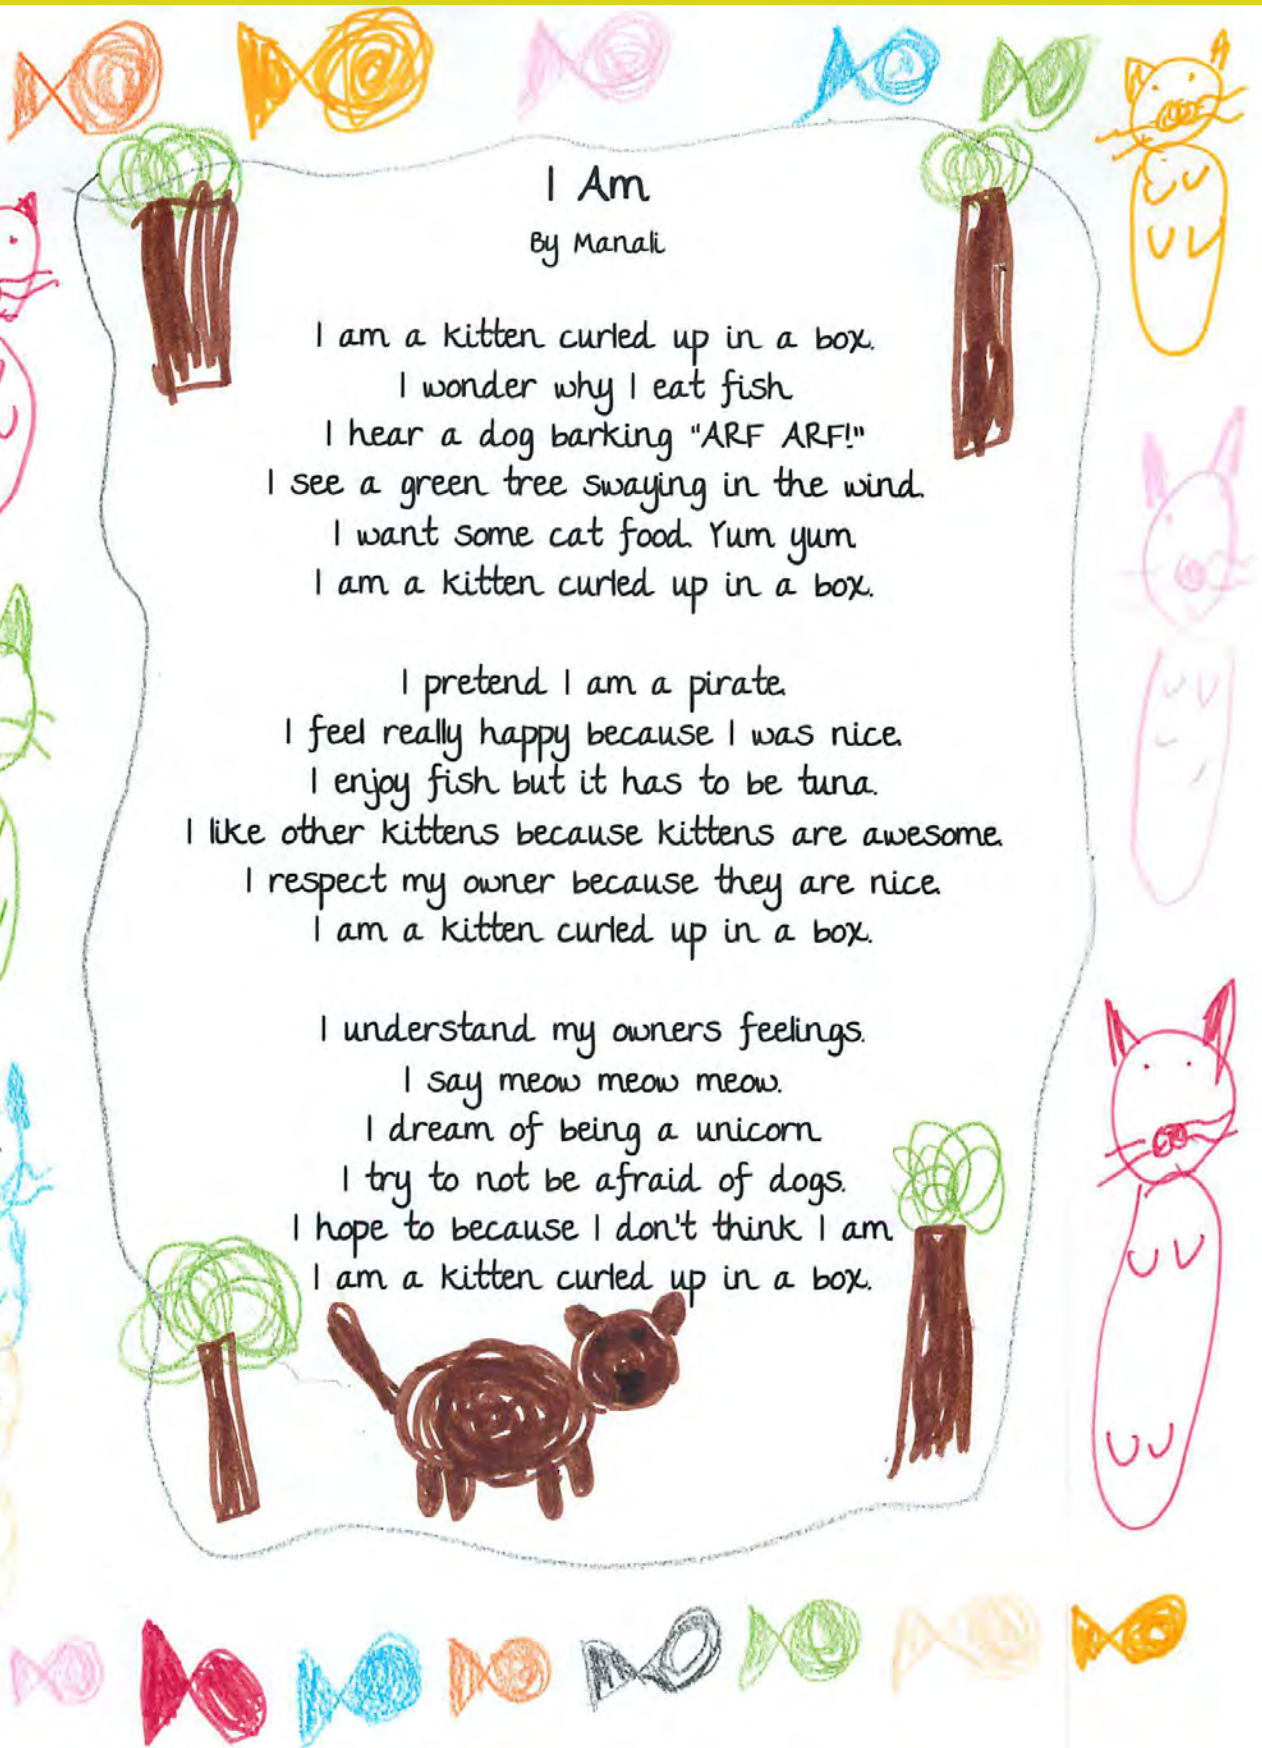 I Am
By Manali
I am a kitten curled up in a box.
I wonder why I eat fish
I hear a dog barking "ARF ARF!"
I see a green tree swaying in the wind.
I want some cat food. Yum yum
I am a kitten curled up in a box.
I pretend I am a pirate.
I feel really happy because I was nice.
I enjoy fish but it has to be tuna.
I like other kittens because kittens are awesome.
I respect my owner because they are nice.
I am a kitten curled up in a box.
I understand my owners feelings.
I say meow meow meow.
I dream of being a unicorn
I try to not be afraid of dogs.
I hope to because I don't think I am
I am a kitten curled up in a box.